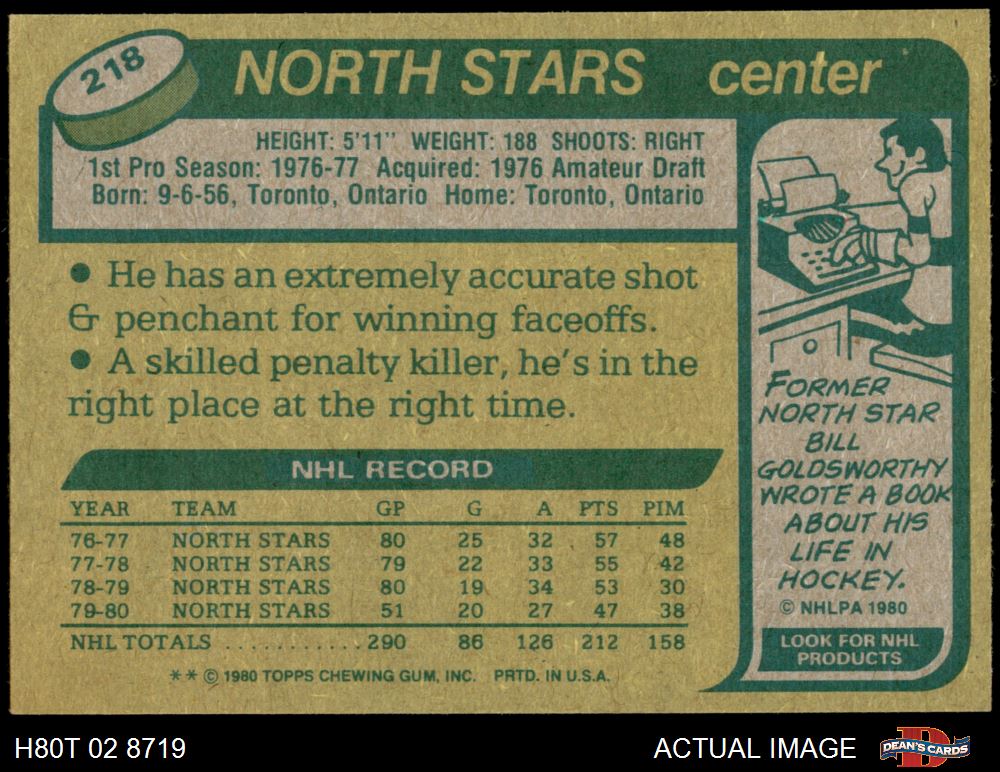 218
NORTH STARS center
HEIGHT: 5'11" WEIGHT: 188 SHOOTS: RIGHT
1st Pro Season: 1976-77 Acquired: 1976 Amateur Draft
Born: 9-6-56, Toronto, Ontario Home: Toronto, Ontario
● He has an extremely accurate shot
& penchant for winning faceoffs.
● A skilled penalty killer, he's in the
right place at the right time.
NHL RECORD
YEAR TEAM GP G A PTS PIM
76-77 NORTH STARS 80 25 32 57 48
77-78 NORTH STARS 79 22 33 55 42
78-79 NORTH STARS 80 19 34 53 30
79-80 NORTH STARS 51 20 27 47 38
NHL TOTALS ........... 290 86 126 212 158
** © 1980 TOPPS CHEWING GUM, INC. PRTD. IN U.S.A.
FORMER
NORTH STAR
BILL
GOLDSWORTHY
WROTE A BOOK
ABOUT HIS
LIFE IN
HOCKEY.
© NHLPA 1980
LOOK FOR NHL
PRODUCTS
H80T 02 8719
ACTUAL IMAGE
D
DEAN'S CARDS